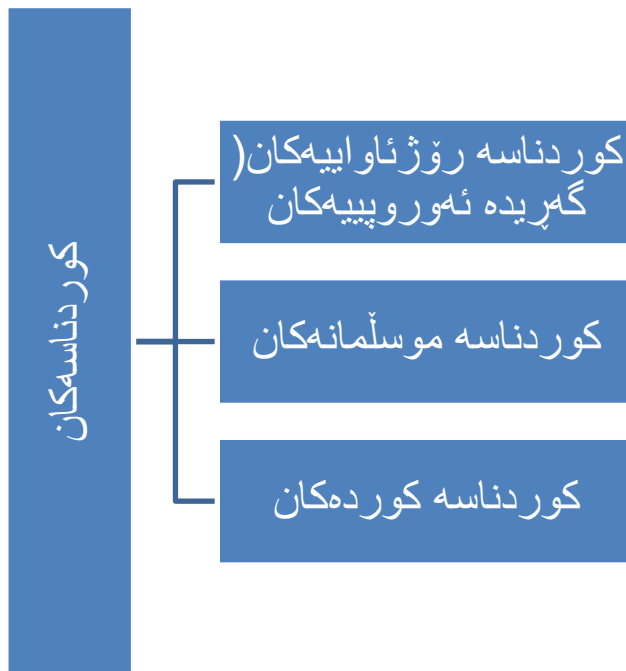 کوردناسەکان
کوردناسە رۆژئاواییەکان(
گەڕیدە ئەوروپییەکان
کوردناسە موسڵمانەکان
کوردناسە کوردەکان